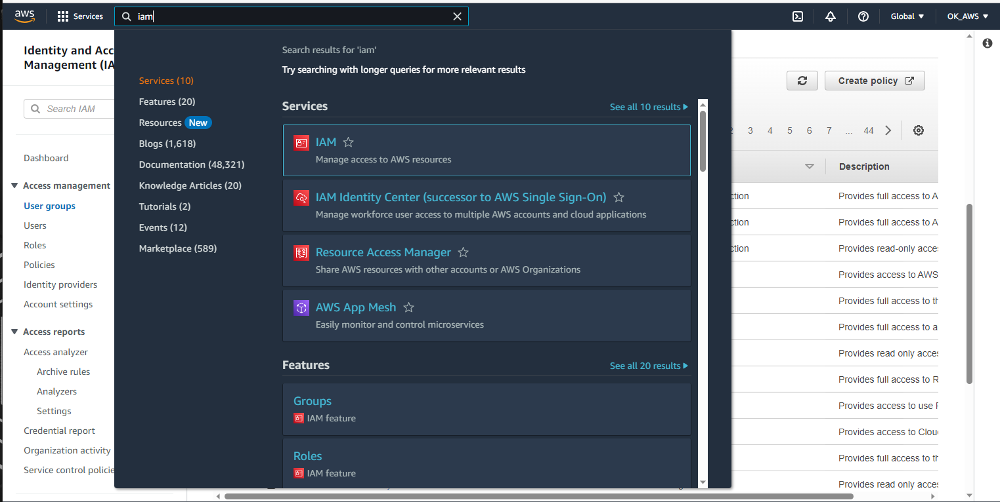 aws
Services
iam
Global
OK_AWS
Identity and Acc
Management (IA
Search IAM
Dashboard
Access management
User groups
Users
Roles
Policies
Identity providers
Account settings
Access reports
Access analyzer
Archive rules
Analyzers
Settings
Credential report
Organization activity
Service control policie
Services (10)
Features (20)
Resources New
Blogs (1,618)
Documentation (48,321)
Knowledge Articles (20)
Tutorials (2)
Events (12)
Marketplace (589)
Search results for 'iam'
Try searching with longer queries for more relevant results
Services See all 10 results
IAM
Manage access to AWS resources
IAM Identity Center (successor to AWS Single Sign-On)
Manage workforce user access to multiple AWS accounts and cloud applications
Resource Access Manager
Share AWS resources with other accounts or AWS Organizations
AWS App Mesh
Easily monitor and control microservices
Features See all 20 results
Groups
IAM feature
Roles
IAM feature
Create policy
2 3 4 5 6 7 ... 44
Description
ction Provides full access to A
ction Provides full access to A
ction Provides read-only acce
Provides access to AWS
Provides full access to th
Provides full access to a
Provides read only acce
Provides full access to R
Provides access to use
Provides access to Clou
Provides full access to th
Provides read only acce